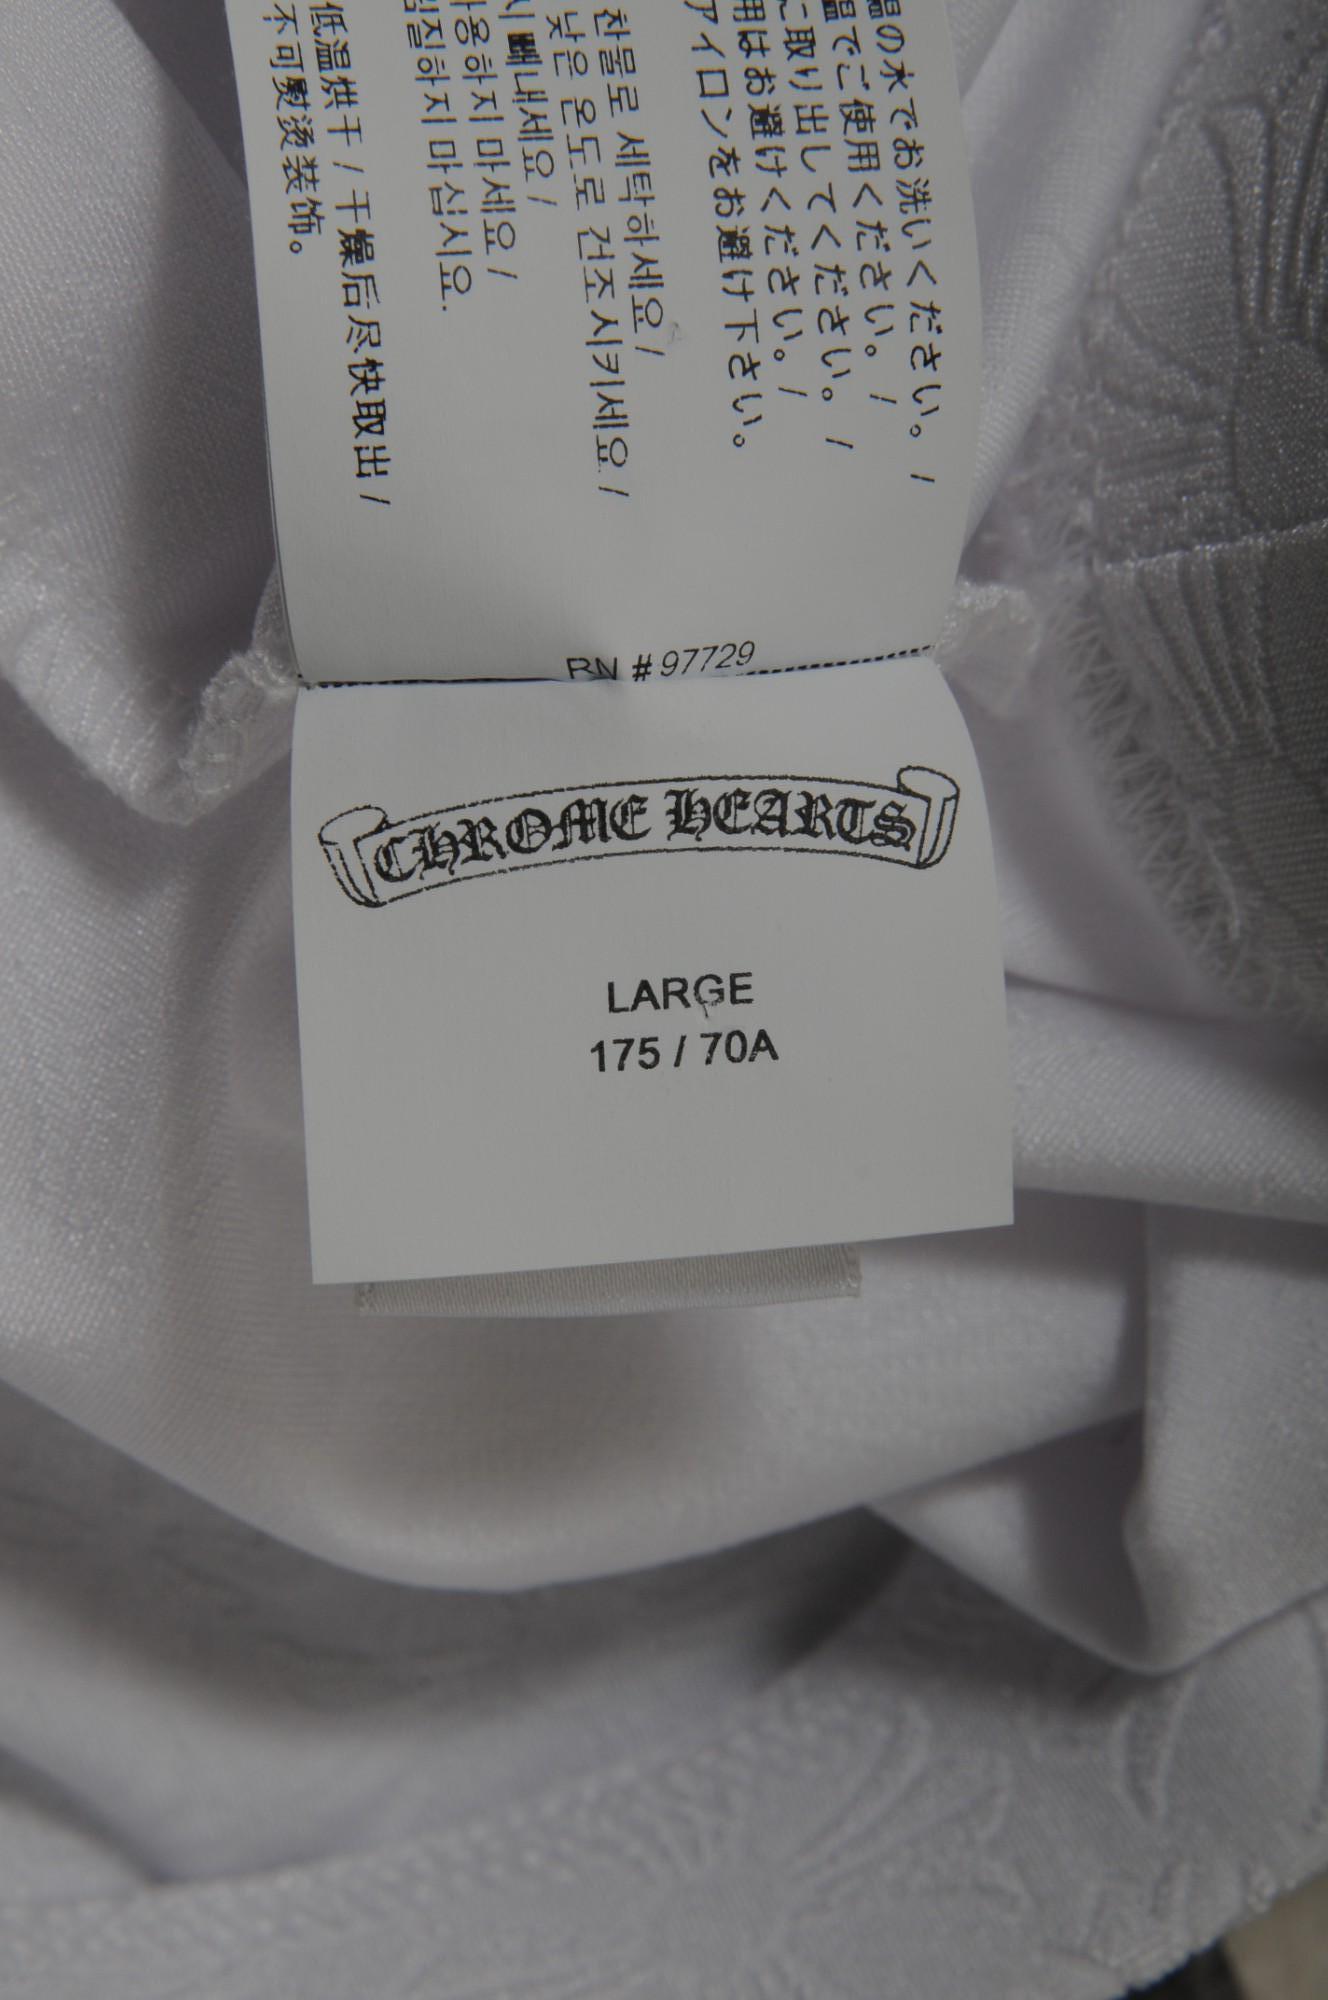 温の水でお洗いください。 /
温でご使用ください。 /
に取り出してください。 /
用はお避けください。 /
アイロンをお避け下さい。
찬물로 세탁하세요 /
낮은 온도로 건조시키세요 /
시 빼내세요 /
사용하지 마세요 /
림질하지 마십시오.
低温烘干 / 干燥后尽快取出 /
不可熨烫装饰。
RN # 97729
CHROME HEARTS
LARGE
175 / 70A